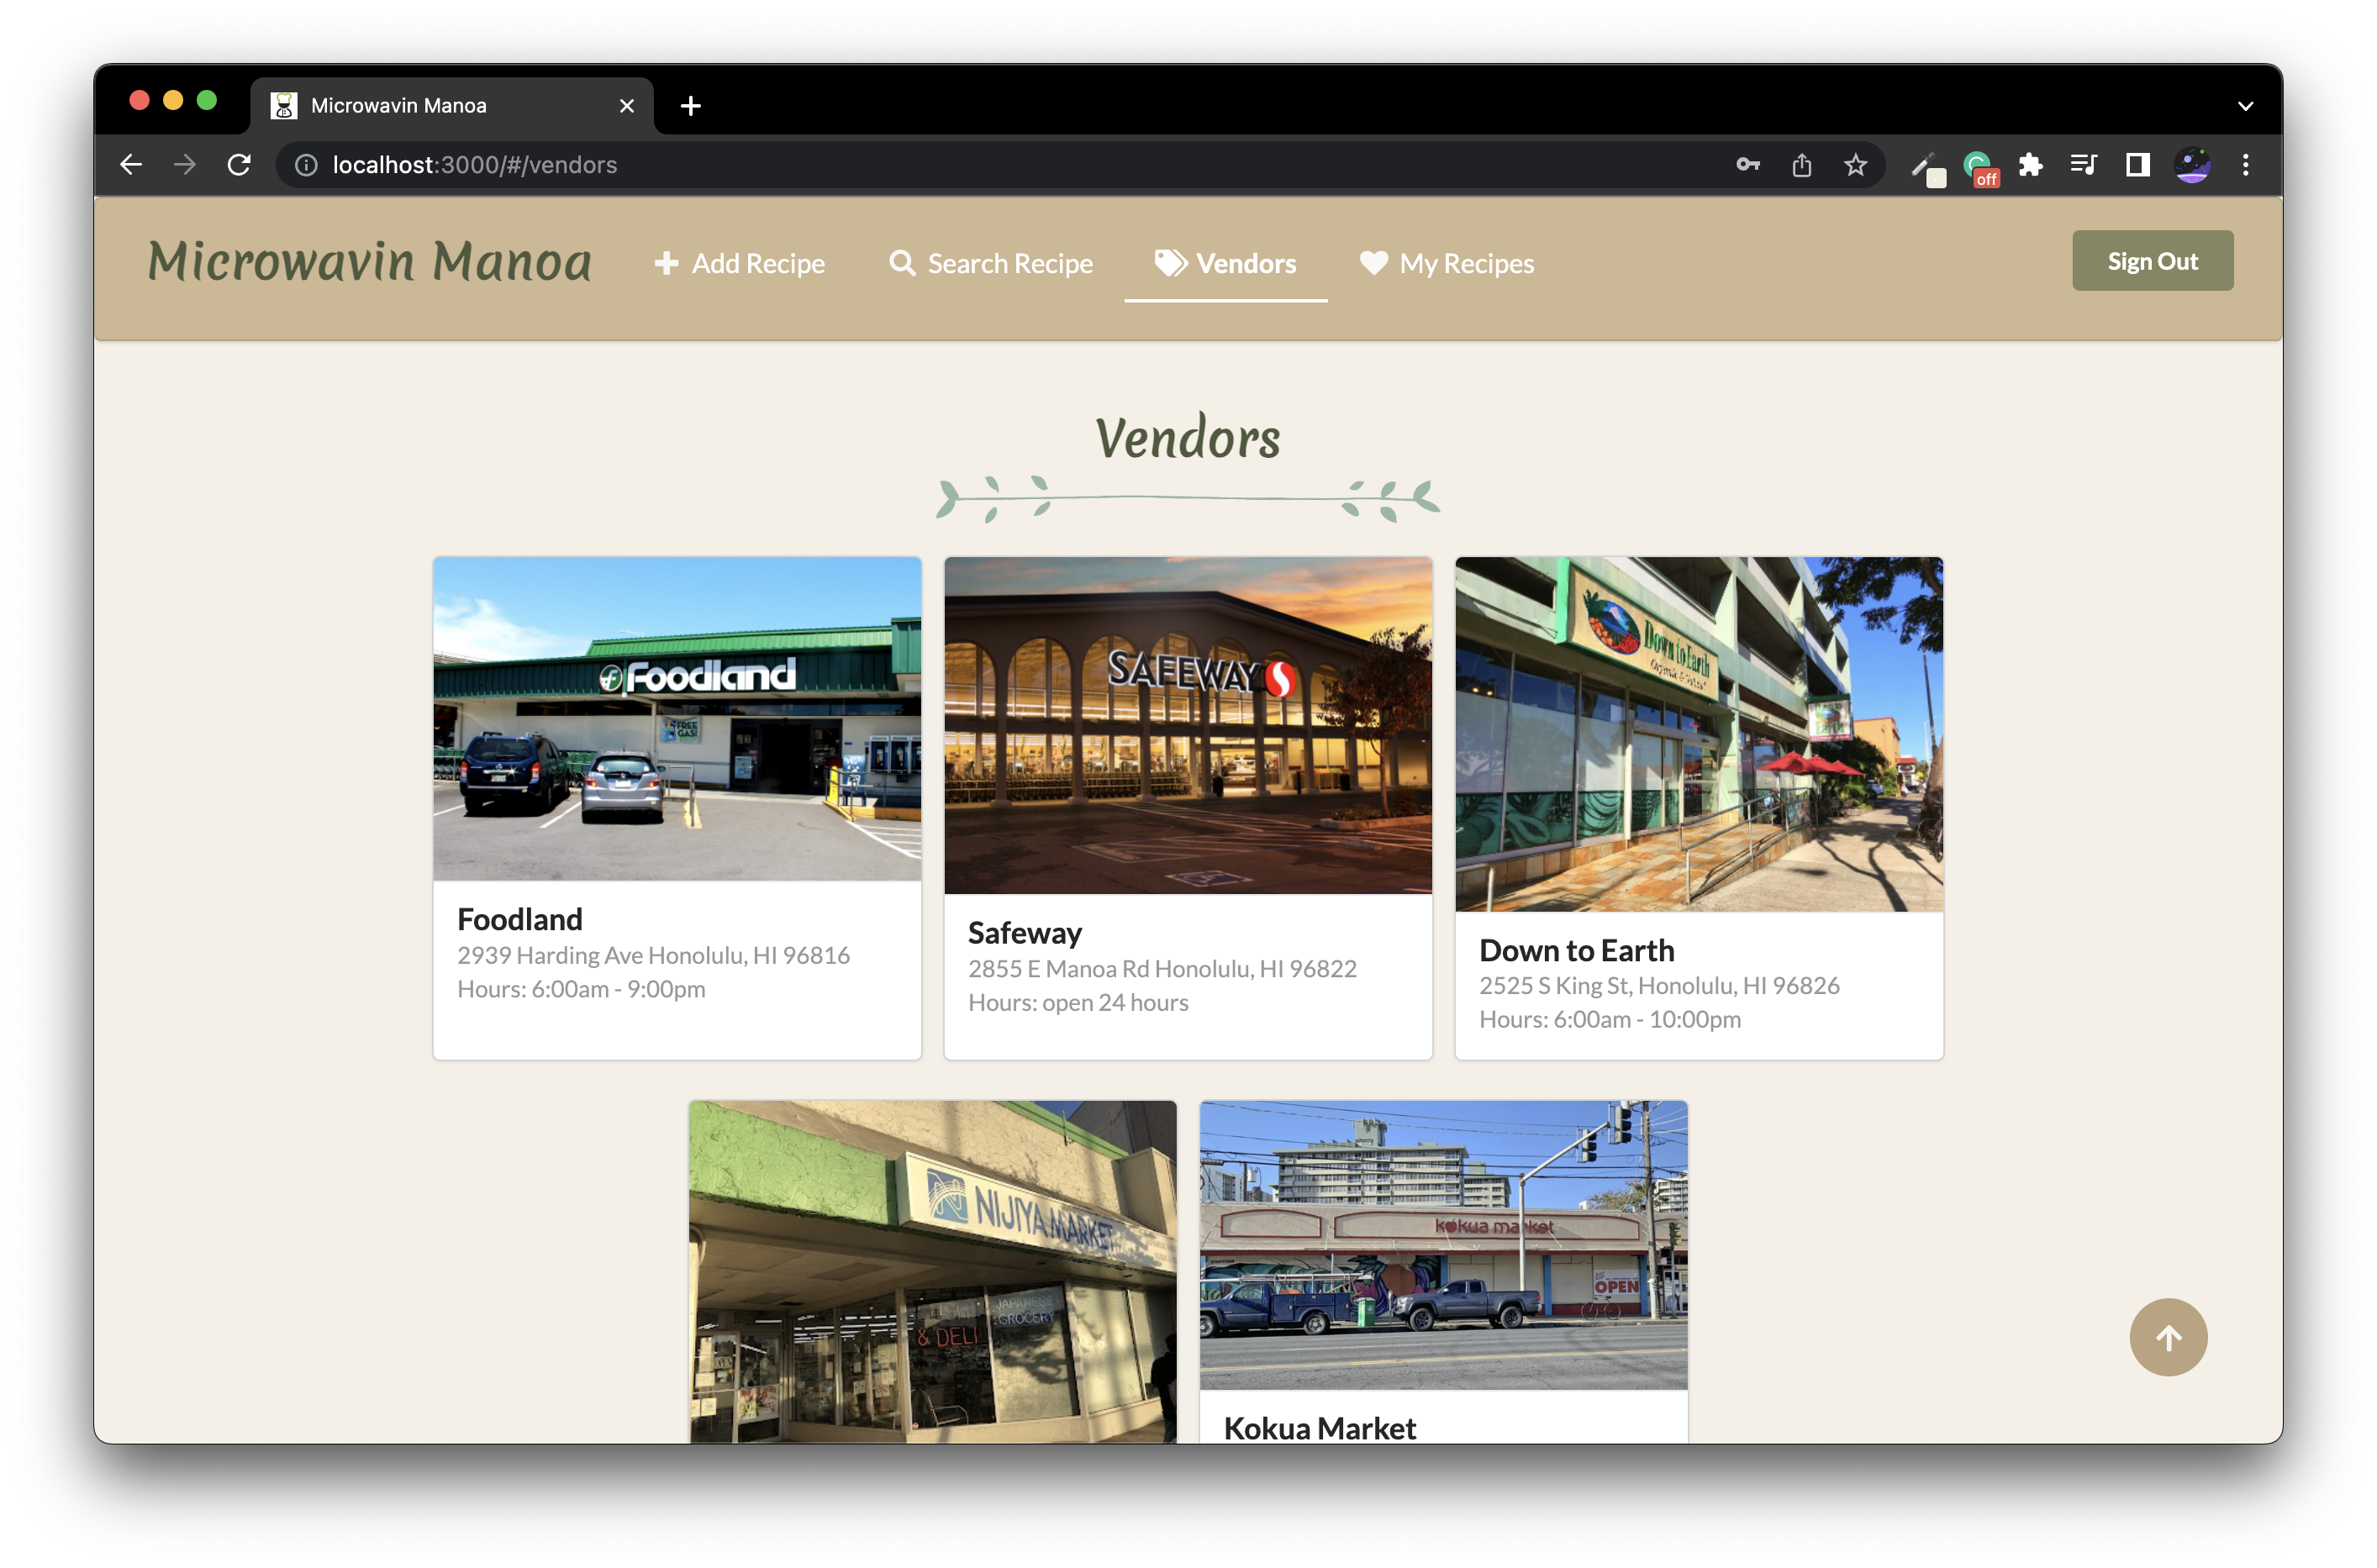 Microwavin Manoa
localhost:3000/#/vendors
off
Microwavin Manoa
Add Recipe
Search Recipe
Vendors
My Recipes
Sign Out
Vendors
Foodland
FREE
GAS!
SAFEWAY
Down to Earth
Foodland
2939 Harding Ave Honolulu, HI 96816
Hours: 6:00am - 9:00pm
Safeway
2855 E Manoa Rd Honolulu, HI 96822
Hours: open 24 hours
Down to Earth
2525 S King St, Honolulu, HI 96826
Hours: 6:00am - 10:00pm
NIJIYA MARKET
JAPANESE
GROCERY
& DELI
kokua market
OPEN
Kokua Market